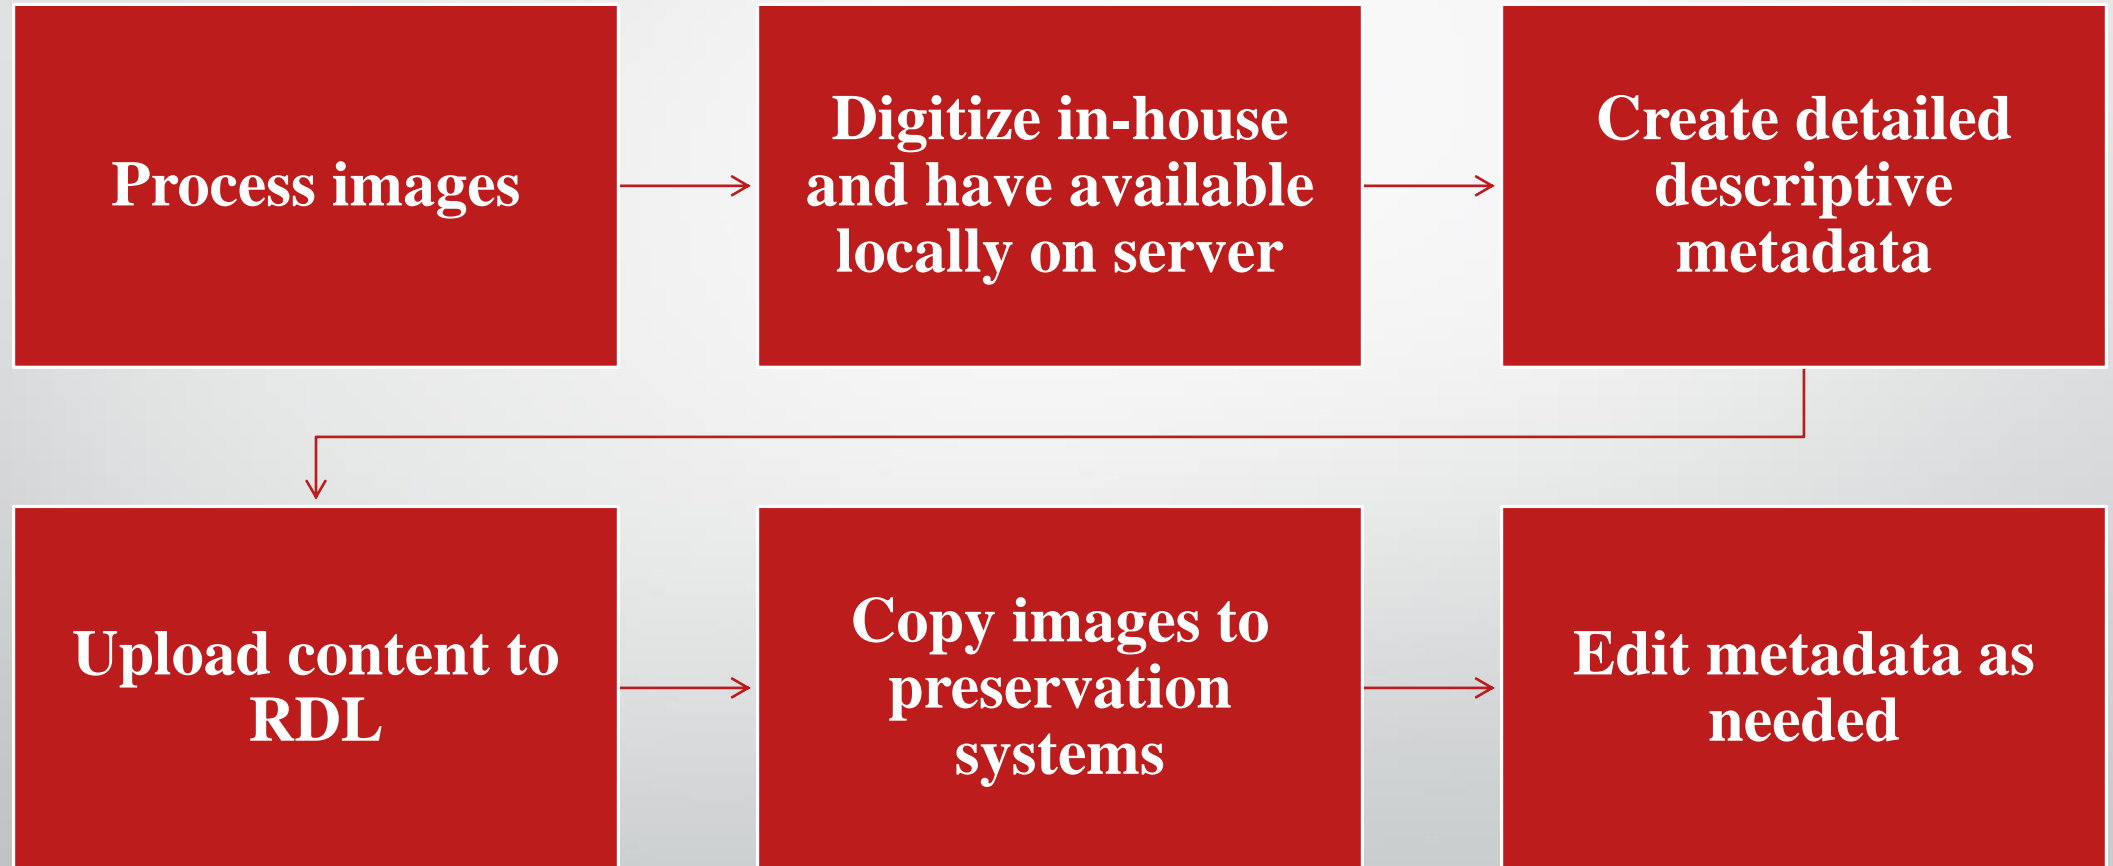 Process images
Digitize in-house
and have available
locally on server
Create detailed
descriptive
metadata
Upload content to
RDL
Copy images to
preservation
systems
Edit metadata as
needed